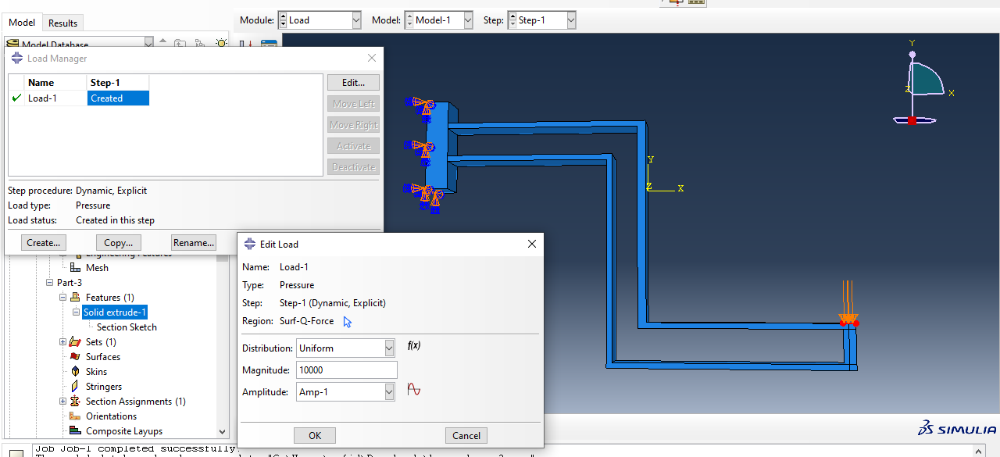 Model Results
Module: Load Model: Model-1 Step: Step-1
Model Database
Load Manager
Name Step-1
Load-1 Created
Edit...
Move Left
Move Right
Activate
Deactivate
Step procedure: Dynamic, Explicit
Load type: Pressure
Load status: Created in this step
Create... Copy... Rename...
Engineering Features
Mesh
Part-3
Features (1)
Solid extrude-1
Section Sketch
Sets (1)
Surfaces
Skins
Stringers
Section Assignments (1)
Orientations
Composite Layups
Edit Load
Name: Load-1
Type: Pressure
Step: Step-1 (Dynamic, Explicit)
Region: Surf-Q-Force
Distribution: Uniform f(x)
Magnitude: 10000
Amplitude: Amp-1
OK Cancel
Y
Z X
Y
Z X
SIMULIA
Job Job-1 completed successfully.